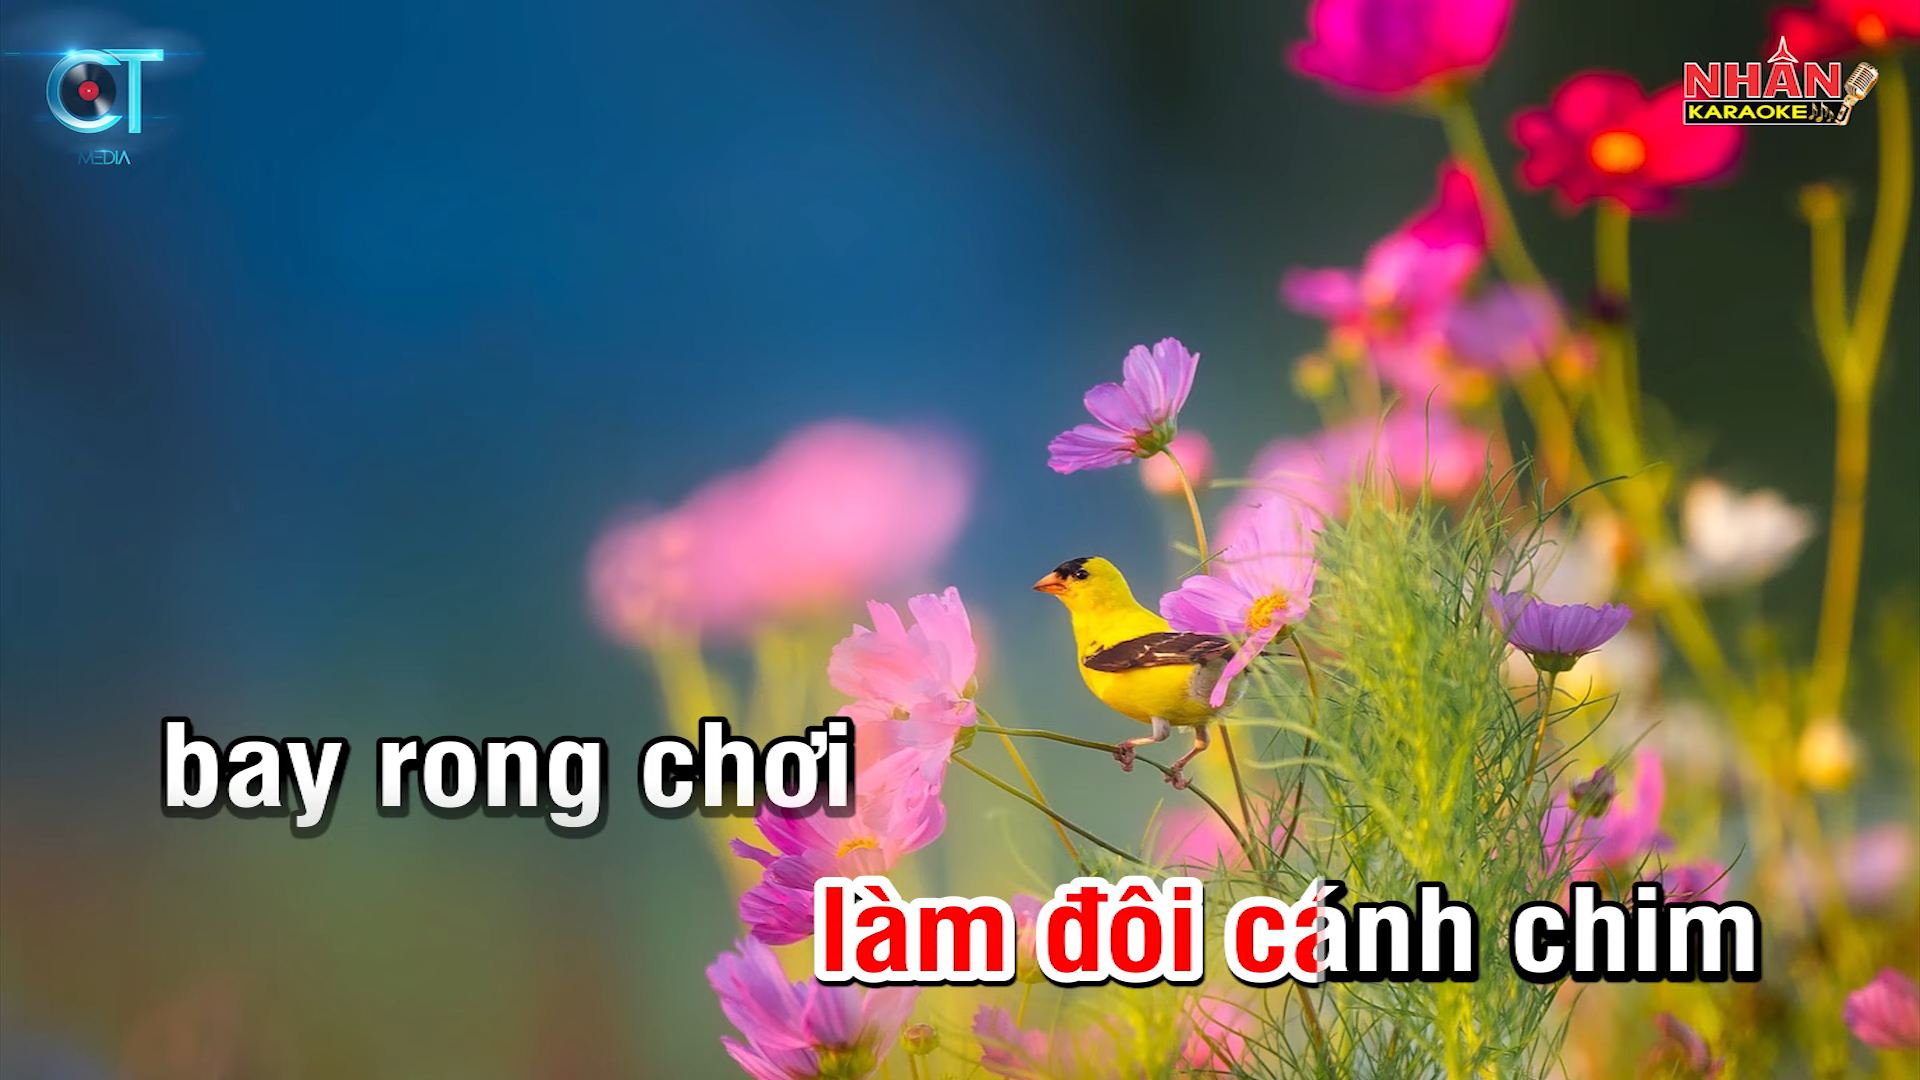 CT
MEDIA
NHÂN
KARAOKE
bay rong chơi
làm đôi cánh chim